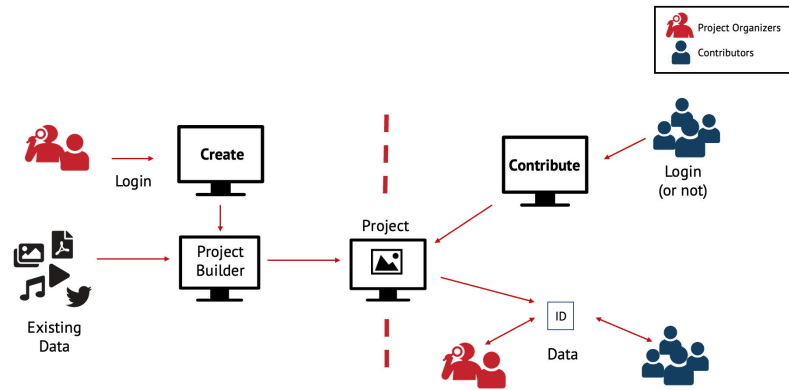 Project Organizers
Contributors
Create
Login
Contribute
Login
(or not)
Project
Project
Builder
ID
Existing
Data
Data